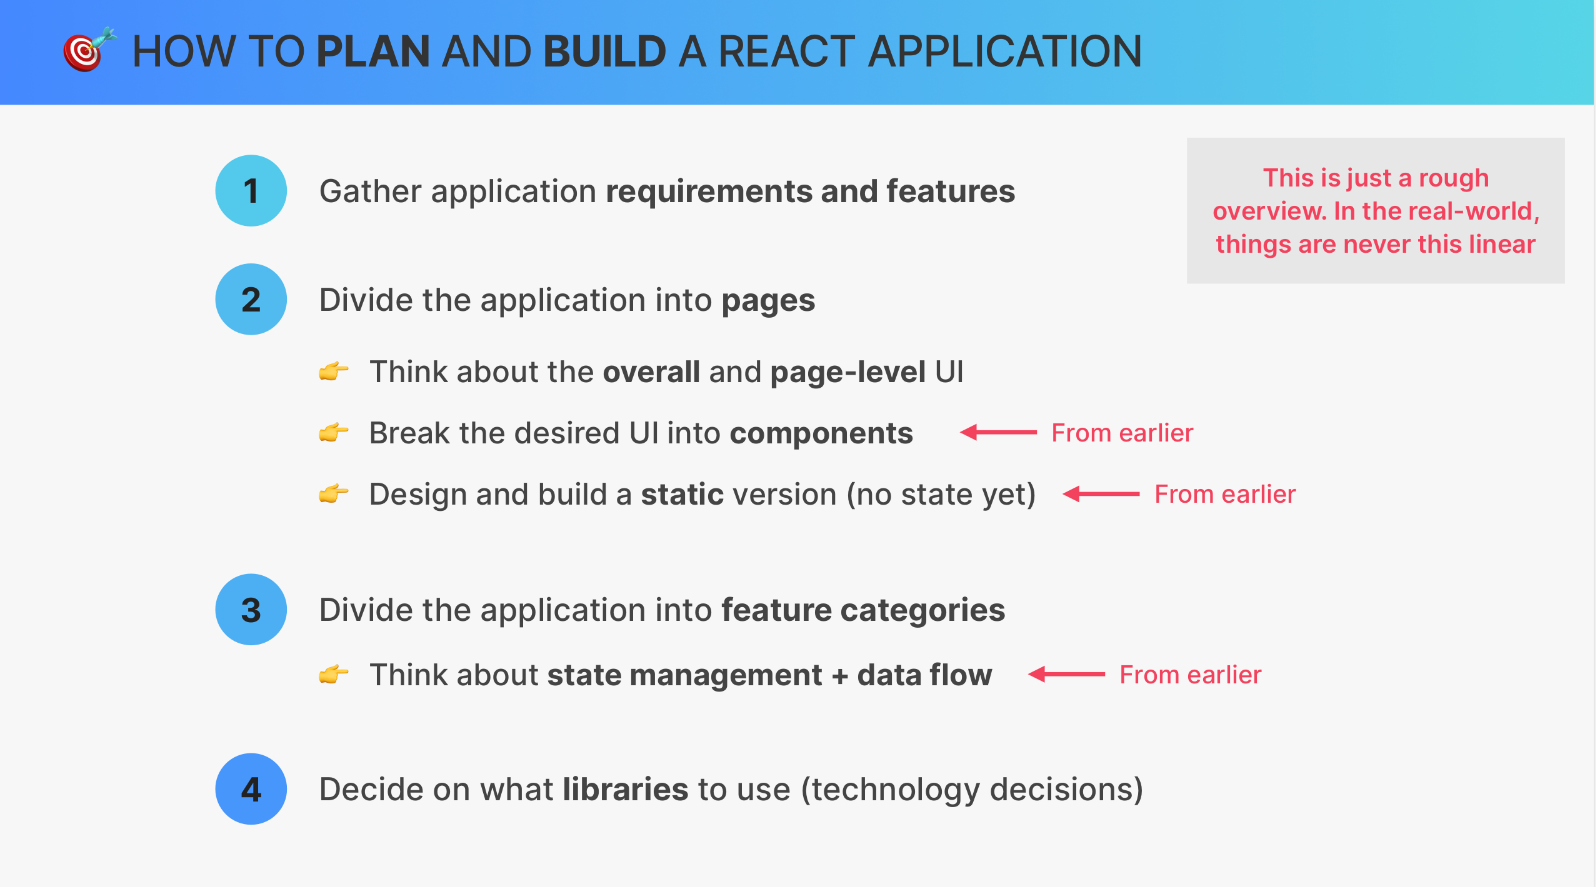 🎯 HOW TO PLAN AND BUILD A REACT APPLICATION
This is just a rough
overview. In the real-world,
things are never this linear
1 Gather application requirements and features
2 Divide the application into pages
👉 Think about the overall and page-level UI
👉 Break the desired UI into components From earlier
👉 Design and build a static version (no state yet) From earlier
3 Divide the application into feature categories
👉 Think about state management + data flow From earlier
4 Decide on what libraries to use (technology decisions)